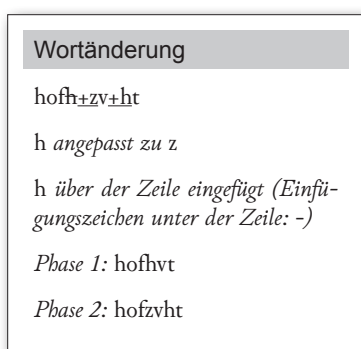 Wortänderung
hofh+zv+ht
h angepasst zu z
h über der Zeile eingefügt (Einfü-
gungszeichen unter der Zeile: -)
Phase 1: hofhvt
Phase 2: hofzvht